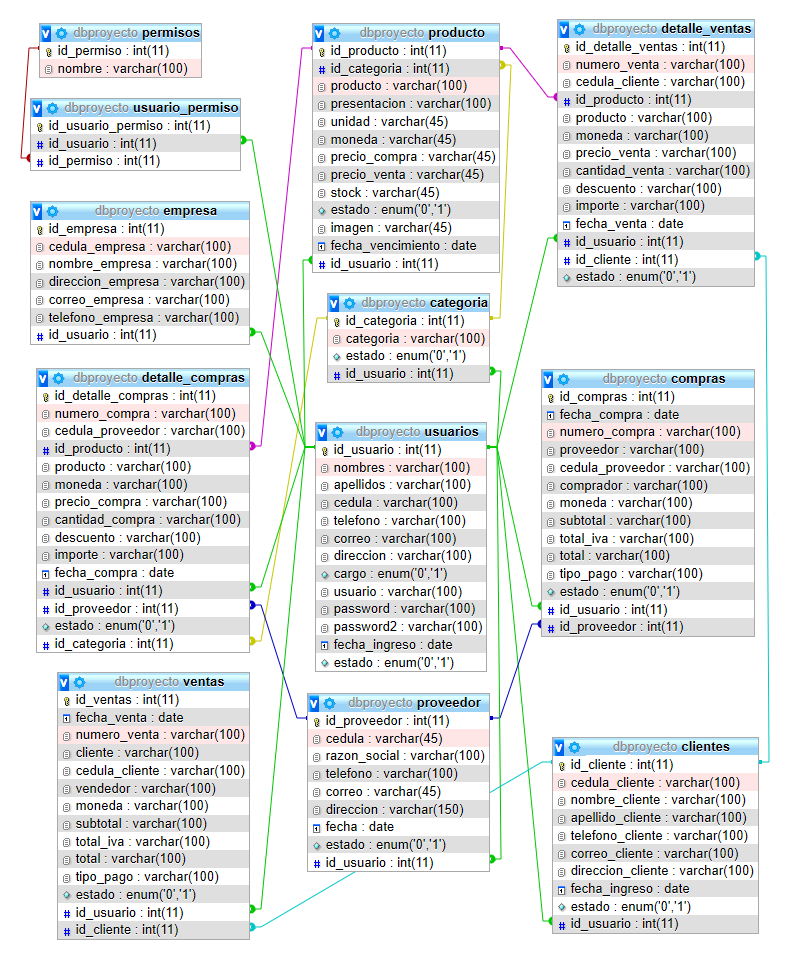 dbproyecto permisos
id_permiso : int(11)
nombre : varchar(100)
dbproyecto usuario_permiso
id_usuario_permiso : int(11)
id_usuario : int(11)
id_permiso : int(11)
dbproyecto empresa
id_empresa : int(11)
cedula_empresa : varchar(100)
nombre_empresa : varchar(100)
direccion_empresa : varchar(100)
correo_empresa : varchar(100)
telefono_empresa : varchar(100)
id_usuario : int(11)
dbproyecto detalle_compras
id_detalle_compras : int(11)
numero_compra : varchar(100)
cedula_proveedor : varchar(100)
id_producto : int(11)
producto : varchar(100)
moneda : varchar(100)
precio_compra : varchar(100)
cantidad_compra : varchar(100)
descuento : varchar(100)
importe : varchar(100)
fecha_compra : date
id_usuario : int(11)
id_proveedor : int(11)
estado : enum('0','1')
id_categoria : int(11)
dbproyecto ventas
id_ventas : int(11)
fecha_venta : date
numero_venta : varchar(100)
cliente : varchar(100)
cedula_cliente : varchar(100)
vendedor : varchar(100)
moneda : varchar(100)
subtotal : varchar(100)
total_iva : varchar(100)
total : varchar(100)
tipo_pago : varchar(100)
estado : enum('0','1')
id_usuario : int(11)
id_cliente : int(11)
dbproyecto producto
id_producto : int(11)
id_categoria : int(11)
producto : varchar(100)
presentacion : varchar(100)
unidad : varchar(45)
moneda : varchar(45)
precio_compra : varchar(45)
precio_venta : varchar(45)
stock : varchar(45)
estado : enum('0','1')
imagen : varchar(45)
fecha_vencimiento : date
id_usuario : int(11)
dbproyecto categoria
id_categoria : int(11)
categoria : varchar(100)
estado : enum('0','1')
id_usuario : int(11)
dbproyecto usuarios
id_usuario : int(11)
nombres : varchar(100)
apellidos : varchar(100)
cedula : varchar(100)
telefono : varchar(100)
correo : varchar(100)
direccion : varchar(100)
cargo : enum('0','1')
usuario : varchar(100)
password : varchar(100)
password2 : varchar(100)
fecha_ingreso : date
estado : enum('0','1')
dbproyecto proveedor
id_proveedor : int(11)
cedula : varchar(45)
razon_social : varchar(100)
telefono : varchar(100)
correo : varchar(45)
direccion : varchar(150)
fecha : date
estado : enum('0','1')
id_usuario : int(11)
dbproyecto detalle_ventas
id_detalle_ventas : int(11)
numero_venta : varchar(100)
cedula_cliente : varchar(100)
id_producto : int(11)
producto : varchar(100)
moneda : varchar(100)
precio_venta : varchar(100)
cantidad_venta : varchar(100)
descuento : varchar(100)
importe : varchar(100)
fecha_venta : date
id_usuario : int(11)
id_cliente : int(11)
estado : enum('0','1')
dbproyecto compras
id_compras : int(11)
fecha_compra : date
numero_compra : varchar(100)
proveedor : varchar(100)
cedula_proveedor : varchar(100)
comprador : varchar(100)
moneda : varchar(100)
subtotal : varchar(100)
total_iva : varchar(100)
total : varchar(100)
tipo_pago : varchar(100)
estado : enum('0','1')
id_usuario : int(11)
id_proveedor : int(11)
dbproyecto clientes
id_cliente : int(11)
cedula_cliente : varchar(100)
nombre_cliente : varchar(100)
apellido_cliente : varchar(100)
telefono_cliente : varchar(100)
correo_cliente : varchar(100)
direccion_cliente : varchar(100)
fecha_ingreso : date
estado : enum('0','1')
id_usuario : int(11)